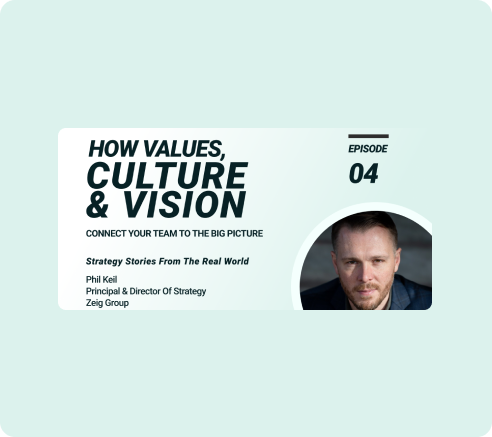 HOW VALUES,
CULTURE
& VISION
CONNECT YOUR TEAM TO THE BIG PICTURE
Strategy Stories From The Real World
Phil Keil
Principal & Director Of Strategy
Zeig Group
EPISODE
04